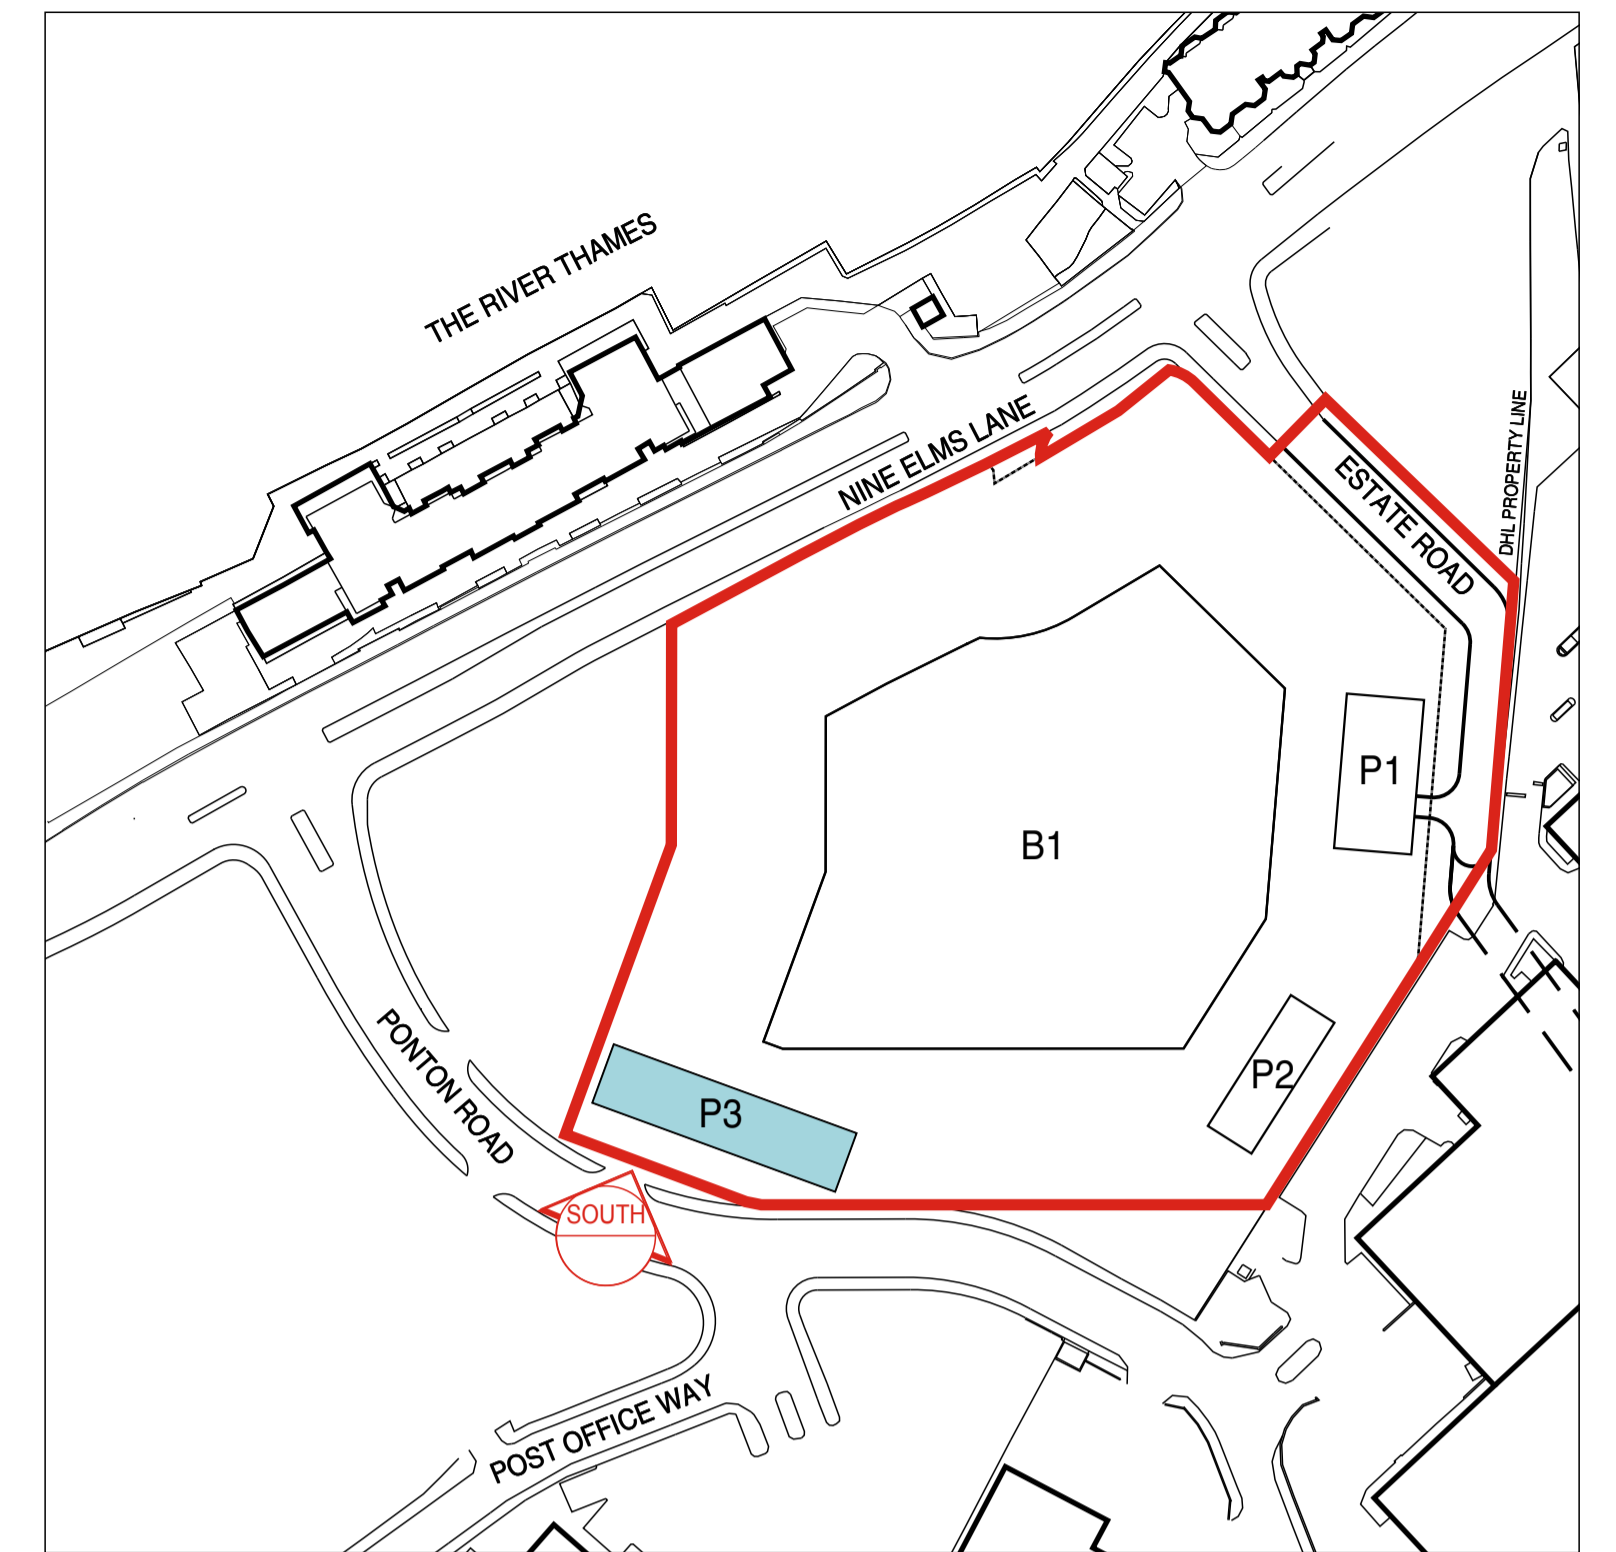 THE RIVER THAMES
NINE ELMS LANE
DHL PROPERTY LINE
ESTATE ROAD
P1
B1
P2
PONTON ROAD
P3
SOUTH
POST OFFICE WAY